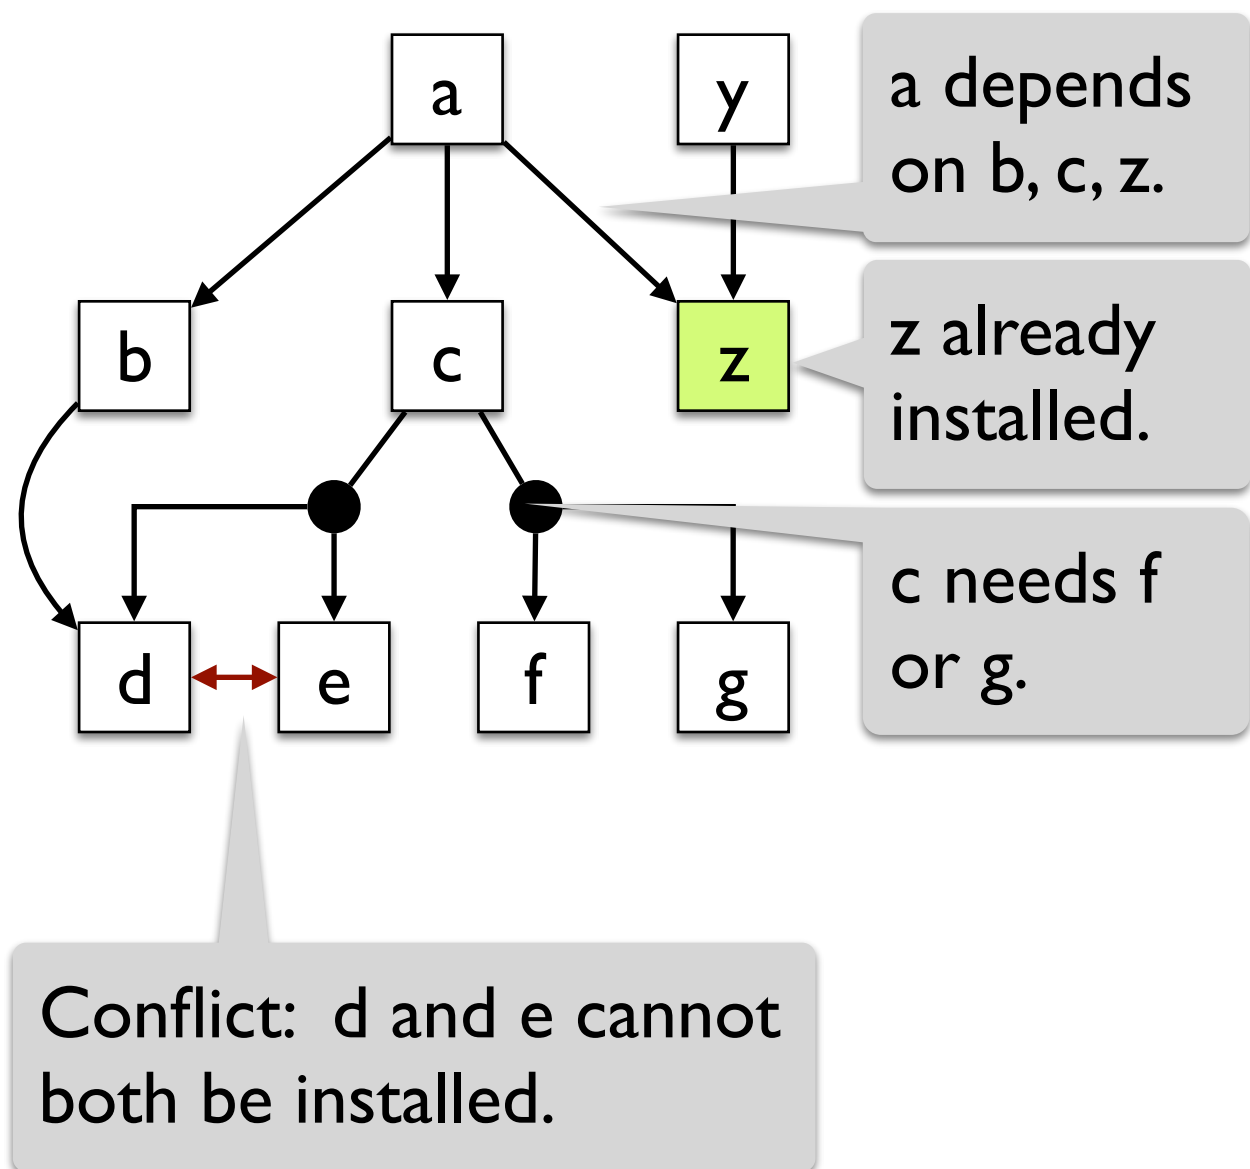 a
y
a depends
on b, c, z.
b
c
z
z already
installed.
c needs f
or g.
d
e
f
g
Conflict: d and e cannot
both be installed.